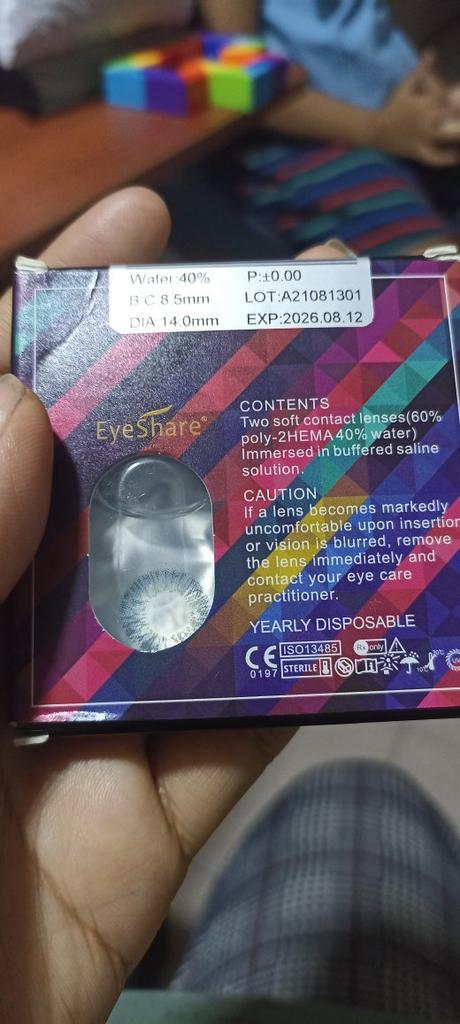 Water:40% P:±0.00
B.C 8.5mm LOT:A21081301
DIA.14.0mm EXP:2026.08.12
EyeShare®
CONTENTS
Two soft contact lenses(60%
poly-2HEMA40% water)
Immersed in buffered saline
solution.
CAUTION
If a lens becomes markedly
uncomfortable upon insertion
or vision is blurred, remove
the lens immediately and
contact your eye care
practitioner.
YEARLY DISPOSABLE
CE ISO13485 Rx only
0197 STERILE